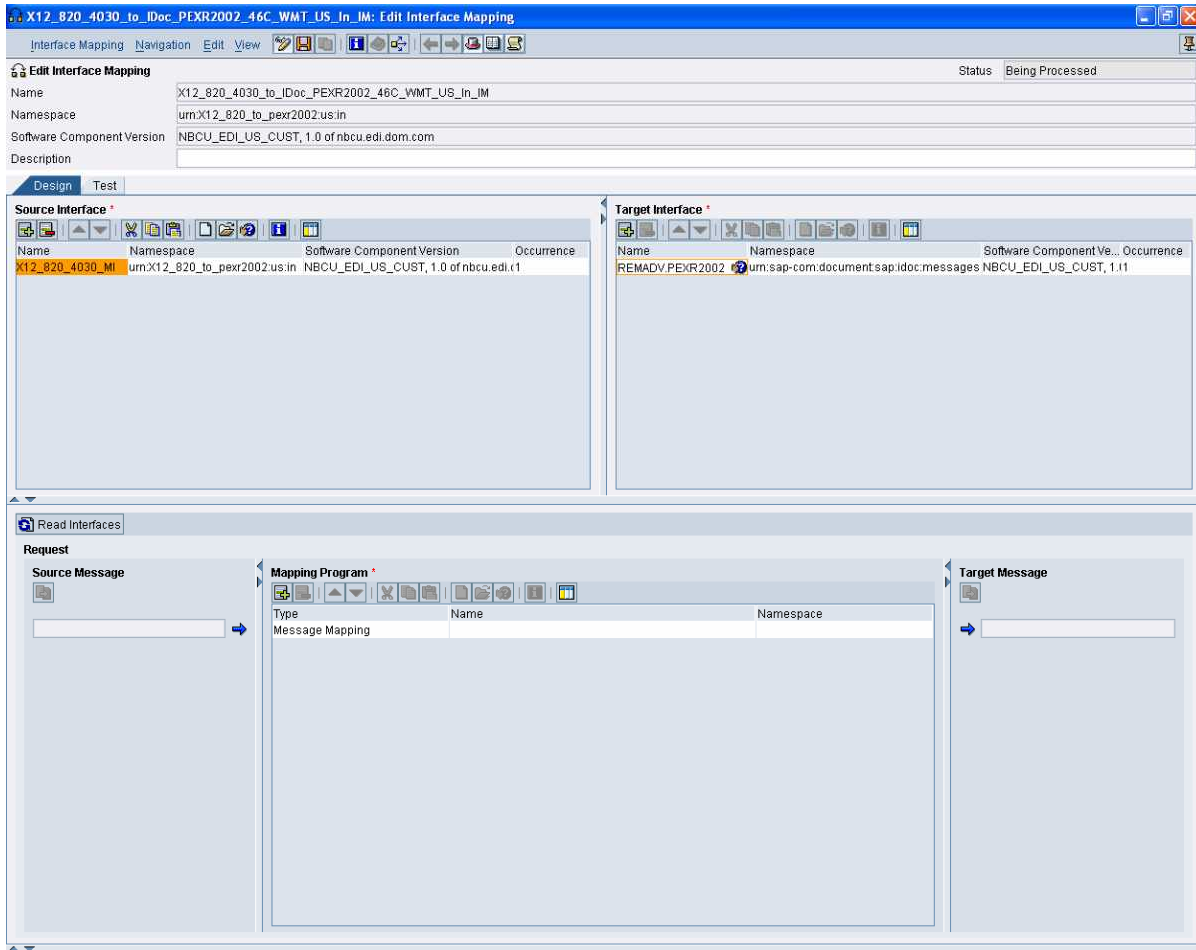 X12_820_4030_to_IDoc_PEXR2002_46C_WMT_US_In_IM: Edit Interface Mapping
Interface Mapping Navigation Edit View
Edit Interface Mapping Status Being Processed
Name X12_820_4030_to_IDoc_PEXR2002_46C_WMT_US_In_IM
Namespace urn:X12_820_to_pexr2002:us:in
Software Component Version NBCU_EDI_US_CUST, 1.0 of nbcu.edi.dom.com
Description
Design Test
Source Interface * Target Interface *
Name Namespace Software Component Version Occurrence Name Namespace Software Component Ve... Occurrence
X12_820_4030_MI urn:X12_820_to_pexr2002:us:in NBCU_EDI_US_CUST, 1.0 of nbcu.edi.(1 REMADV.PEXR2002 urn:sap-com:document:sap:idoc:messages NBCU_EDI_US_CUST, 1.(1
Read Interfaces
Request
Source Message Mapping Program * Target Message
Type Name Namespace
Message Mapping